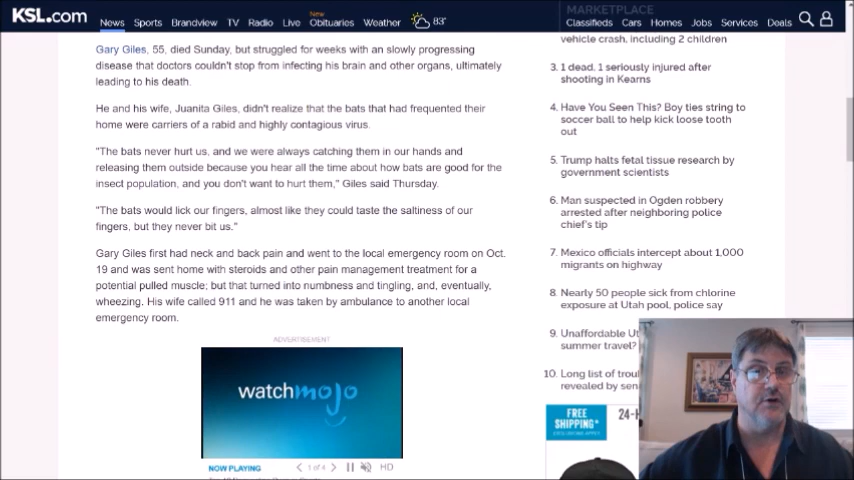 KSL.com
News
Sports
Brandview
TV
Radio
Live
New
Obituaries
Weather
83°
MARKETPLACE
Classifieds
Cars
Homes
Jobs
Services
Deals
Gary Giles, 55, died Sunday, but struggled for weeks with an slowly progressing
disease that doctors couldn't stop from infecting his brain and other organs, ultimately
leading to his death.
He and his wife, Juanita Giles, didn't realize that the bats that had frequented their
home were carriers of a rabid and highly contagious virus.
"The bats never hurt us, and we were always catching them in our hands and
releasing them outside because you hear all the time about how bats are good for the
insect population, and you don't want to hurt them," Giles said Thursday.
"The bats would lick our fingers, almost like they could taste the saltiness of our
fingers, but they never bit us."
Gary Giles first had neck and back pain and went to the local emergency room on Oct.
19 and was sent home with steroids and other pain management treatment for a
potential pulled muscle; but that turned into numbness and tingling, and, eventually,
wheezing. His wife called 911 and he was taken by ambulance to another local
emergency room.
ADVERTISEMENT
watchmojo
NOW PLAYING
1 of 4
HD
vehicle crash, including 2 children
3. 1 dead, 1 seriously injured after
shooting in Kearns
4. Have You Seen This? Boy ties string to
soccer ball to help kick loose tooth
out
5. Trump halts fetal tissue research by
government scientists
6. Man suspected in Ogden robbery
arrested after neighboring police
chief's tip
7. Mexico officials intercept about 1,000
migrants on highway
8. Nearly 50 people sick from chlorine
exposure at Utah pool, police say
9. Unaffordable Ut
summer travel?
10. Long list of trou
revealed by sen
FREE
SHIPPING*
24-H